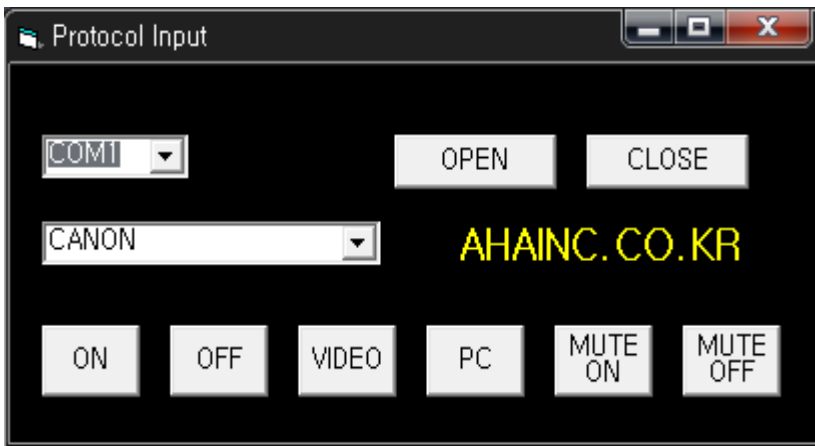 Protocol Input
COM1
OPEN
CLOSE
CANON
AHAINC.CO.KR
ON
OFF
VIDEO
PC
MUTE
ON
MUTE
OFF